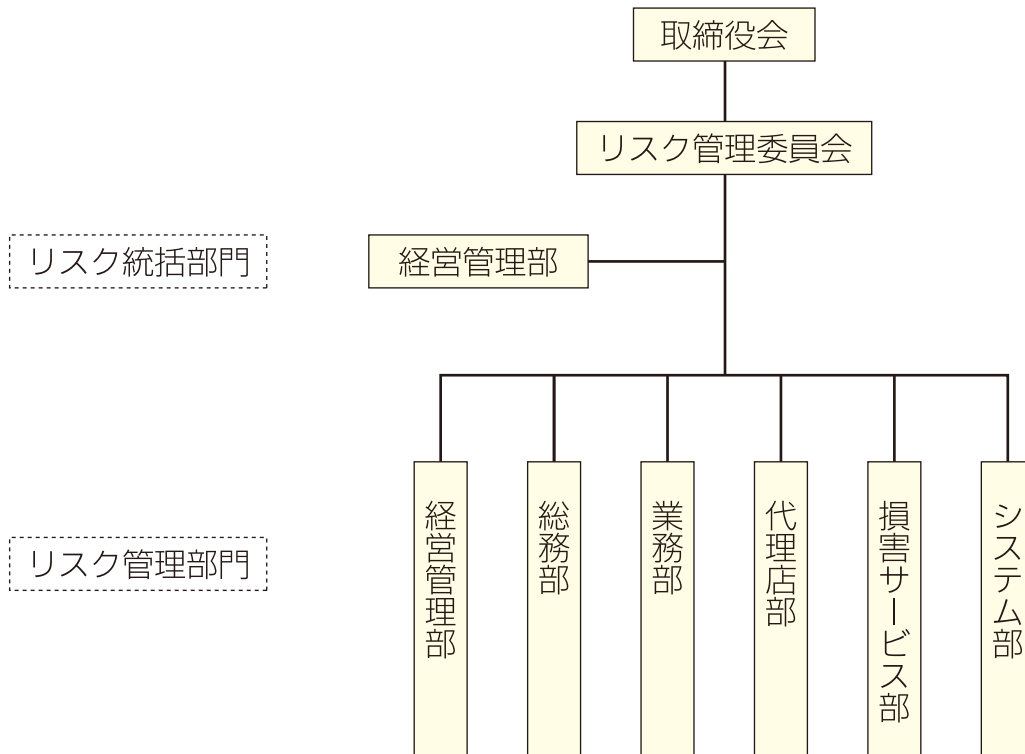 取締役会
リスク管理委員会
リスク統括部門
経営管理部
リスク管理部門
経営管理部
総務部
業務部
代理店部
損害サービス部
システム部